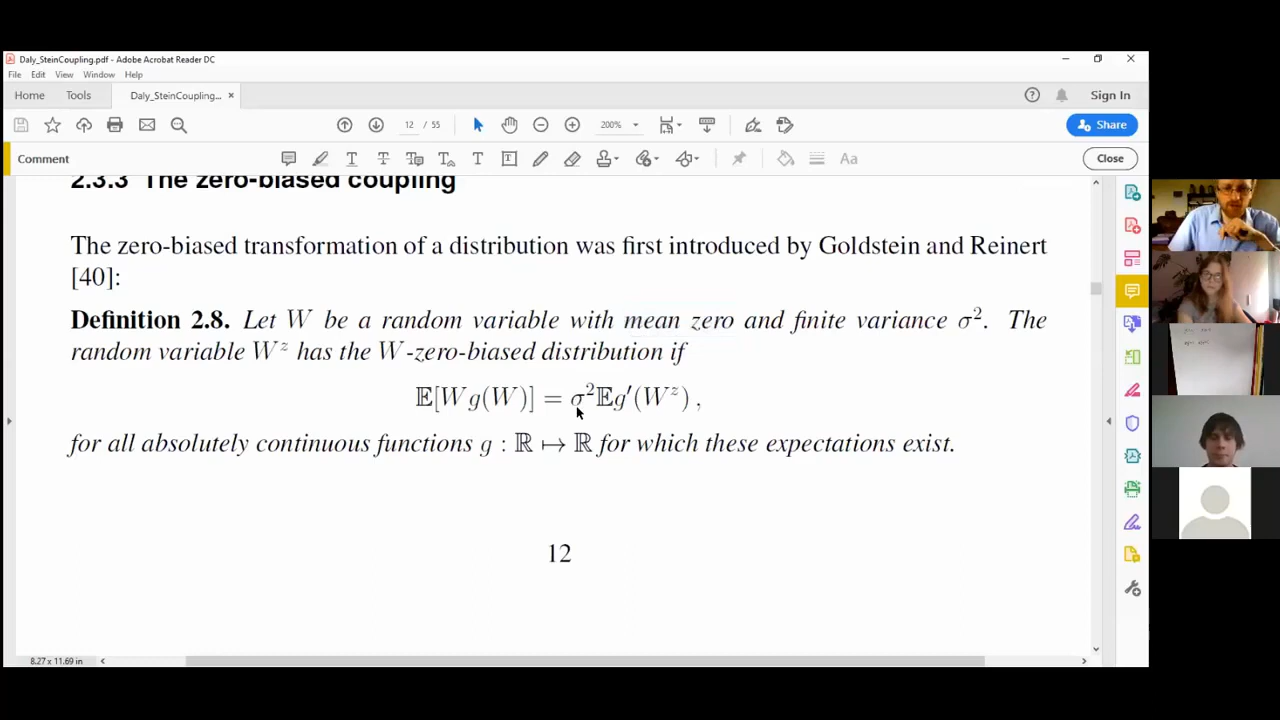 Daly_SteinCoupling.pdf - Adobe Acrobat Reader DC
File Edit View Window Help
Home Tools Daly_SteinCoupling... × Sign In
12 / 55 200% Share
Comment Aa Close
2.3.3 The zero-biased coupling
The zero-biased transformation of a distribution was first introduced by Goldstein and Reinert
[40]:
Definition 2.8. Let W be a random variable with mean zero and finite variance σ². The
random variable Wᶻ has the W-zero-biased distribution if
𝔼[Wg(W)] = σ²𝔼g′(Wᶻ) ,
for all absolutely continuous functions g : ℝ ↦ ℝ for which these expectations exist.
12
8.27 x 11.69 in